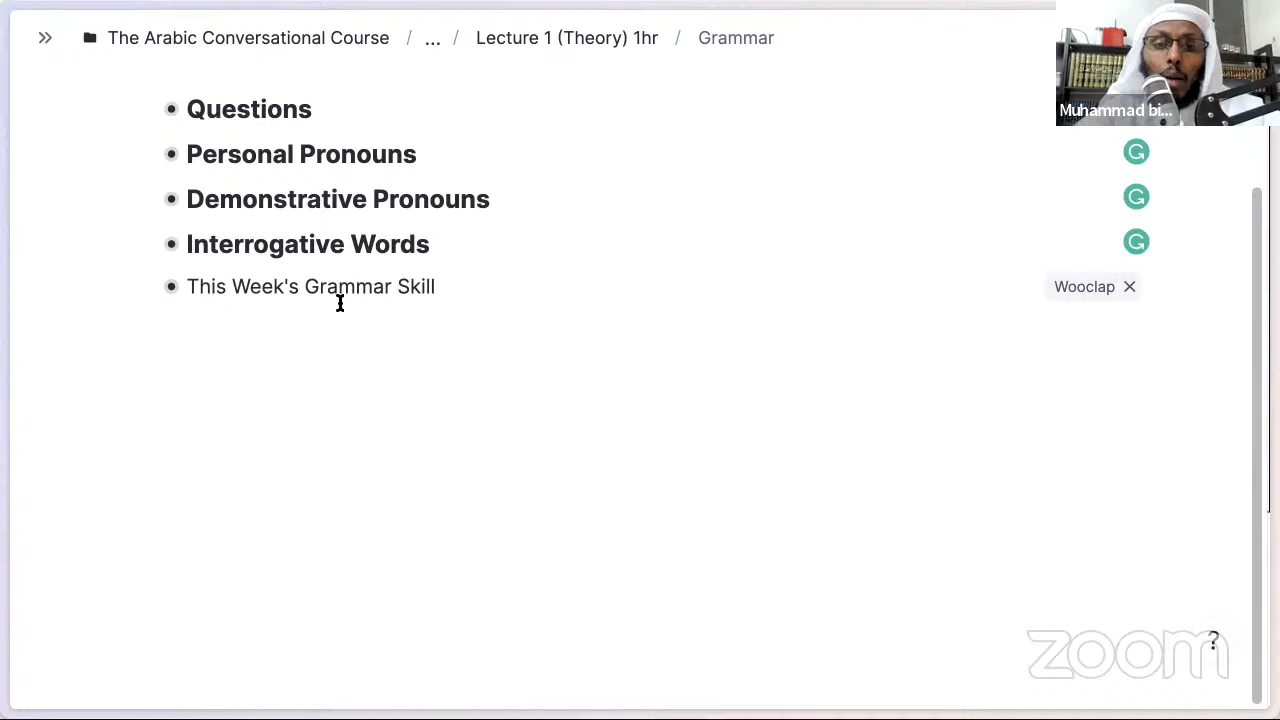 The Arabic Conversational Course / ... / Lecture 1 (Theory) 1hr / Grammar
Muhammad bi...
Questions
Personal Pronouns
Demonstrative Pronouns
Interrogative Words
This Week's Grammar Skill
Wooclap
zoom
?